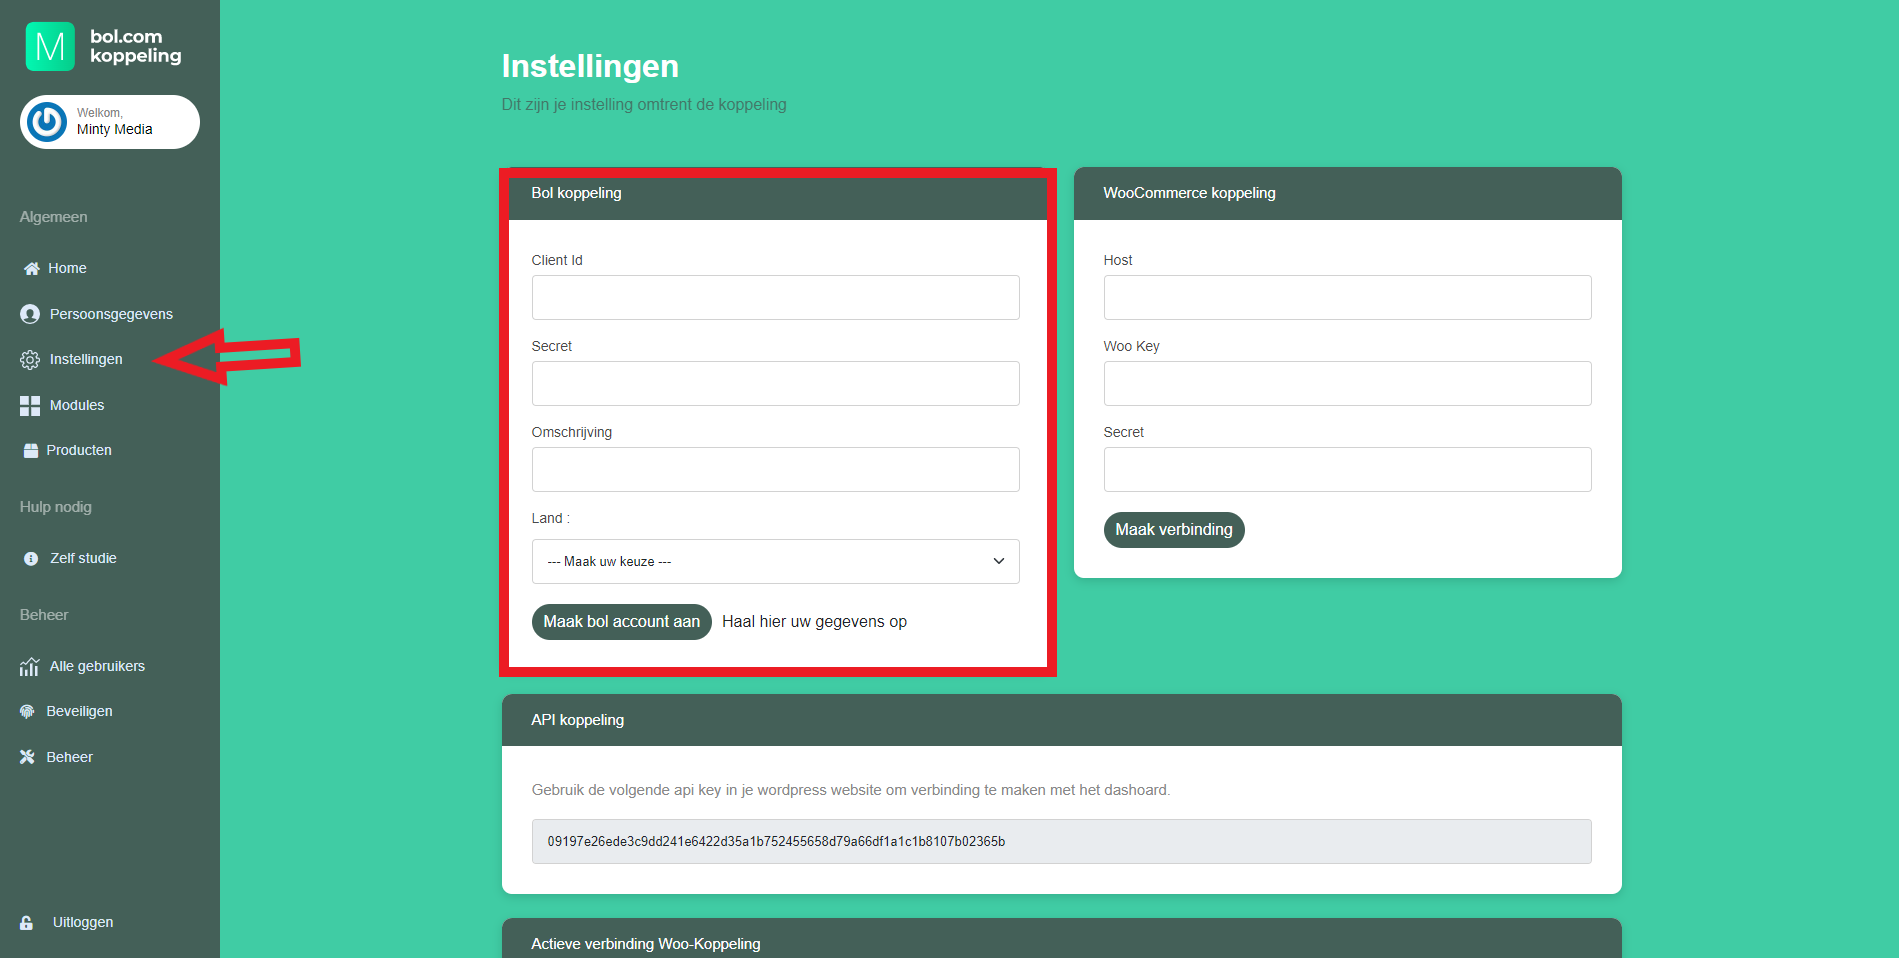 M
bol.com
koppeling
Welkom,
Minty Media
Algemeen
Home
Persoonsgegevens
Instellingen
Modules
Producten
Hulp nodig
Zelf studie
Beheer
Alle gebruikers
Beveiligen
Beheer
Uitloggen
Instellingen
Dit zijn je instelling omtrent de koppeling
Bol koppeling
Client Id
Secret
Omschrijving
Land :
--- Maak uw keuze ---
Maak bol account aan Haal hier uw gegevens op
WooCommerce koppeling
Host
Woo Key
Secret
Maak verbinding
API koppeling
Gebruik de volgende api key in je wordpress website om verbinding te maken met het dashoard.
09197e26ede3c9dd241e6422d35a1b752455658d79a66df1a1c1b8107b02365b
Actieve verbinding Woo-Koppeling